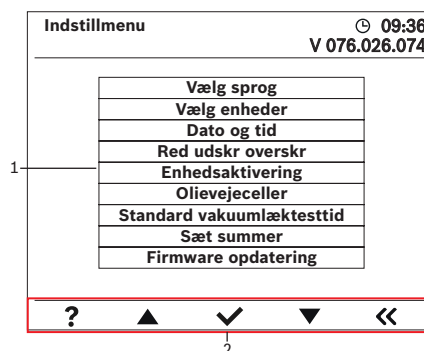 Indstillmenu 09:36
V 076.026.074
Vælg sprog
Vælg enheder
Dato og tid
Red udskr overskr
1 Enhedsaktivering
Olievejeceller
Standard vakuumlæktesttid
Sæt summer
Firmware opdatering
?
2